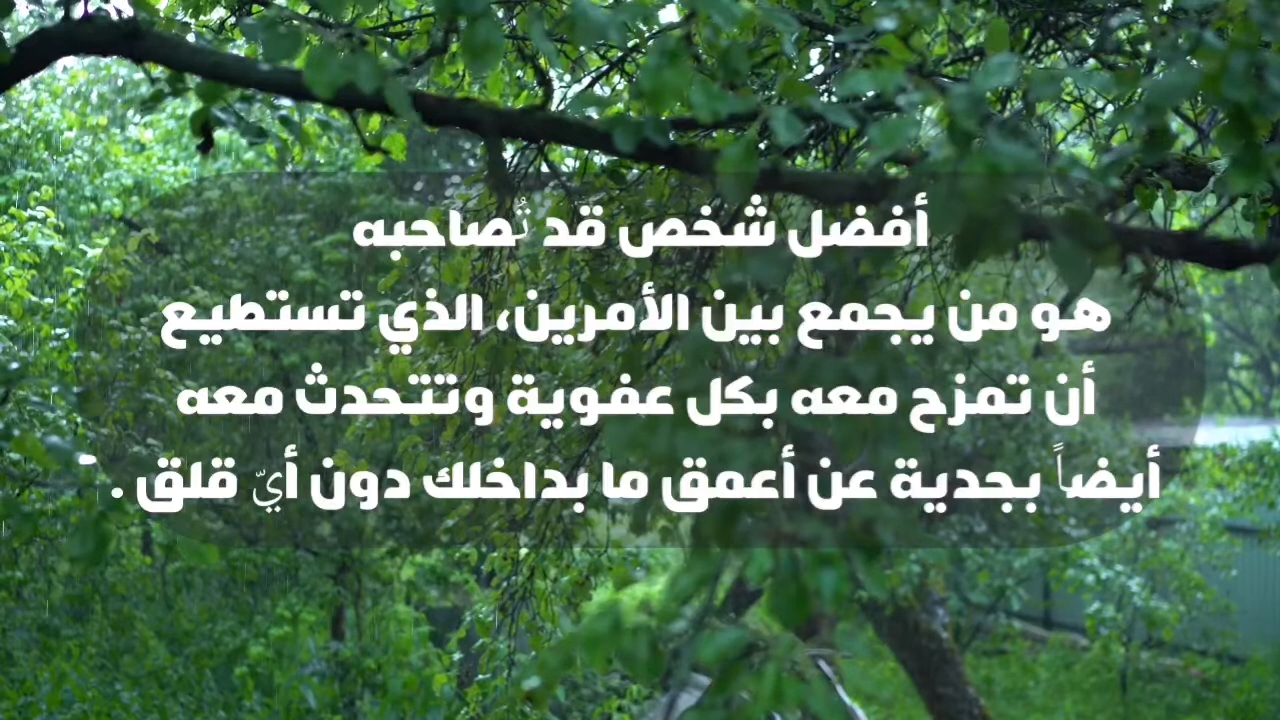 أفضل شخص قد تُصاحبه
هو من يجمع بين الأمرين، الذي تستطيع
أن تمزح معه بكل عفوية وتتحدث معه
أيضاً بجدية عن أعمق ما بداخلك دون أيّ قلق .